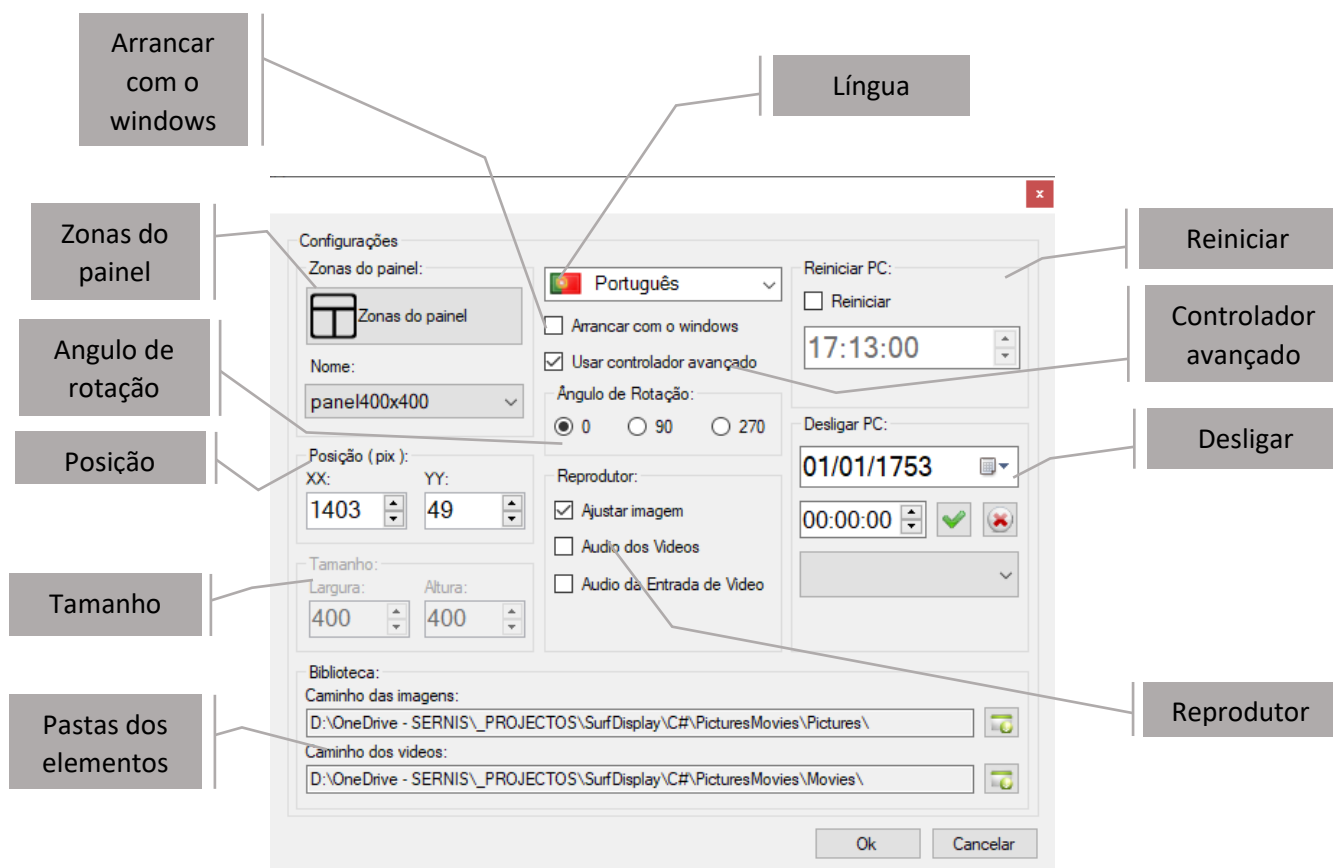 Arrancar
com o
windows
Língua
Zonas do
painel
Angulo de
rotação
Posição
Tamanho
Pastas dos
elementos
Reiniciar
Controlador
avançado
Desligar
Reprodutor
x
Configurações
Zonas do painel:
Zonas do painel
Nome:
panel400x400
Posição ( pix ):
XX: YY:
1403 49
Tamanho:
Largura: Altura:
400 400
Português
Arrancar com o windows
Usar controlador avançado
Ângulo de Rotação:
0 90 270
Reprodutor:
Ajustar imagem
Audio dos Videos
Audio da Entrada de Video
Reiniciar PC:
Reiniciar
17:13:00
Desligar PC:
01/01/1753
00:00:00
Biblioteca:
Caminho das imagens:
D:\OneDrive - SERNIS\_PROJECTOS\SurfDisplay\C#\PicturesMovies\Pictures\
Caminho dos videos:
D:\OneDrive - SERNIS\_PROJECTOS\SurfDisplay\C#\PicturesMovies\Movies\
Ok Cancelar